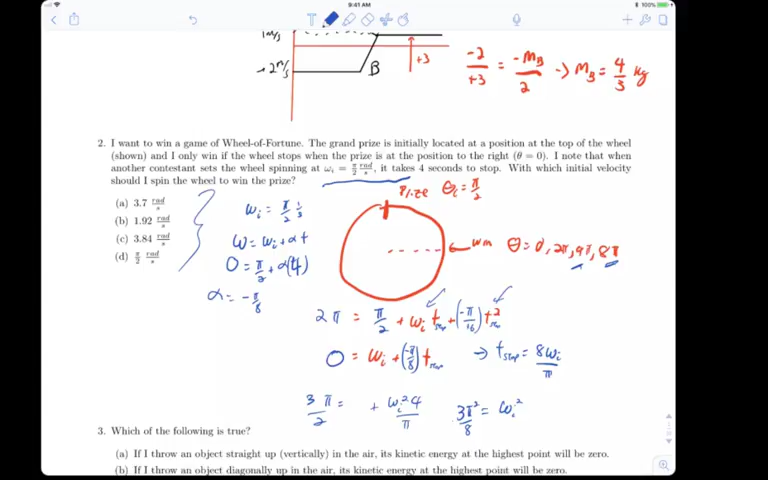 9:41 AM
100%
1m/s
-2m/s
B
+3
-2/+3 = -M_B/2 -> M_B = 4/3 kg
2. I want to win a game of Wheel-of-Fortune. The grand prize is initially located at a position at the top of the wheel
(shown) and I only win if the wheel stops when the prize is at the position to the right (θ = 0). I note that when
another contestant sets the wheel spinning at ω_i = π/2 rad/s, it takes 4 seconds to stop. With which initial velocity
should I spin the wheel to win the prize?
Prize θ_i = π/2
(a) 3.7 rad/s
(b) 1.92 rad/s
(c) 3.84 rad/s
(d) π/2 rad/s
ω_i = π/2 1/s
ω = ω_i + αt
0 = π/2 + α(4)
α = -π/8
win θ = 0, 2π, 4π, 8π
2π = π/2 + ω_i t_stop + (-π/16) t²_stop
0 = ω_i + (-π/8) t_stop -> t_stop = 8ω_i/π
3π/2 = + ω_i² 4/π
3π²/8 = ω_i²
3. Which of the following is true?
(a) If I throw an object straight up (vertically) in the air, its kinetic energy at the highest point will be zero.
(b) If I throw an object diagonally up in the air, its kinetic energy at the highest point will be zero.